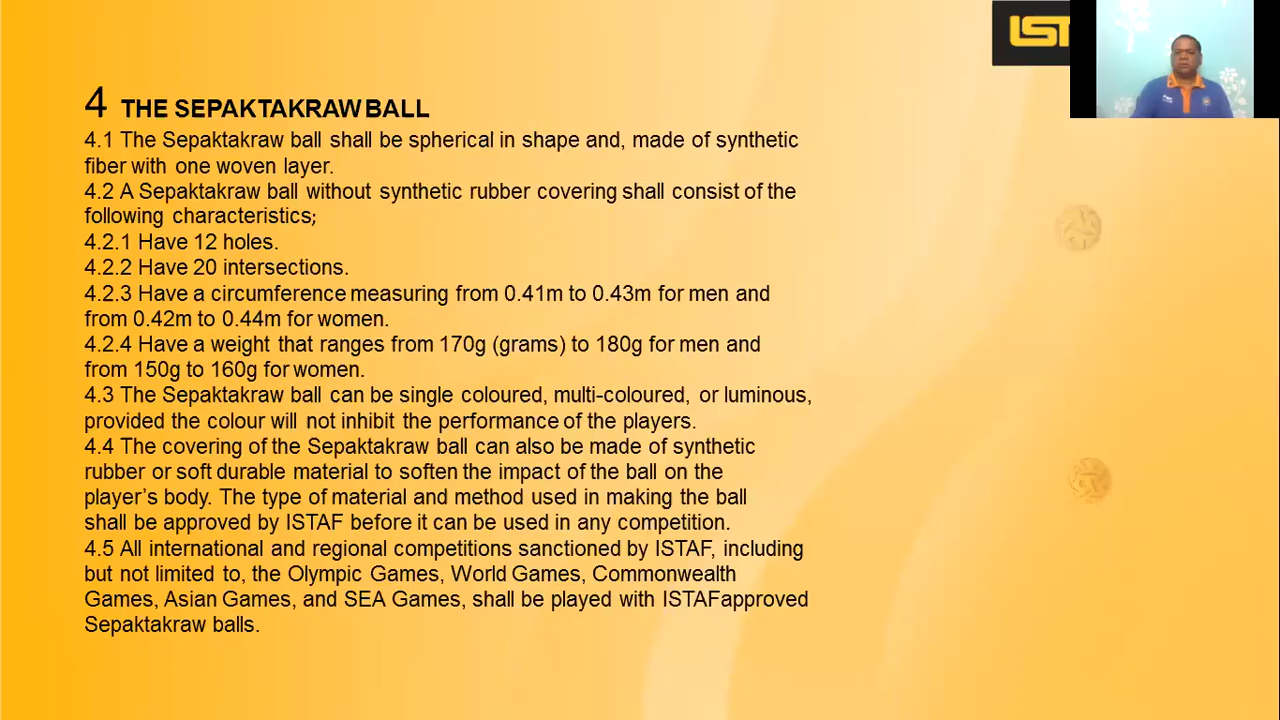 IST
4 THE SEPAKTAKRAW BALL
4.1 The Sepaktakraw ball shall be spherical in shape and, made of synthetic
fiber with one woven layer.
4.2 A Sepaktakraw ball without synthetic rubber covering shall consist of the
following characteristics;
4.2.1 Have 12 holes.
4.2.2 Have 20 intersections.
4.2.3 Have a circumference measuring from 0.41m to 0.43m for men and
from 0.42m to 0.44m for women.
4.2.4 Have a weight that ranges from 170g (grams) to 180g for men and
from 150g to 160g for women.
4.3 The Sepaktakraw ball can be single coloured, multi-coloured, or luminous,
provided the colour will not inhibit the performance of the players.
4.4 The covering of the Sepaktakraw ball can also be made of synthetic
rubber or soft durable material to soften the impact of the ball on the
player's body. The type of material and method used in making the ball
shall be approved by ISTAF before it can be used in any competition.
4.5 All international and regional competitions sanctioned by ISTAF, including
but not limited to, the Olympic Games, World Games, Commonwealth
Games, Asian Games, and SEA Games, shall be played with ISTAFapproved
Sepaktakraw balls.